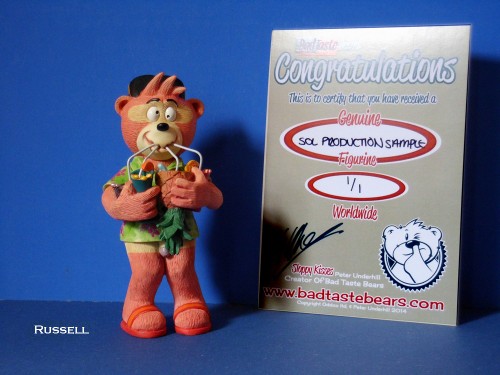 Bad Taste
Congratulations
This is to certify that you have received a
Genuine
SOL PRODUCTION SAMPLE
Figurine
1/1
Worldwide
Sloppy Kisses
Peter Underhill
Creator Of Bad Taste Bears
www.badtastebears.com
Russell